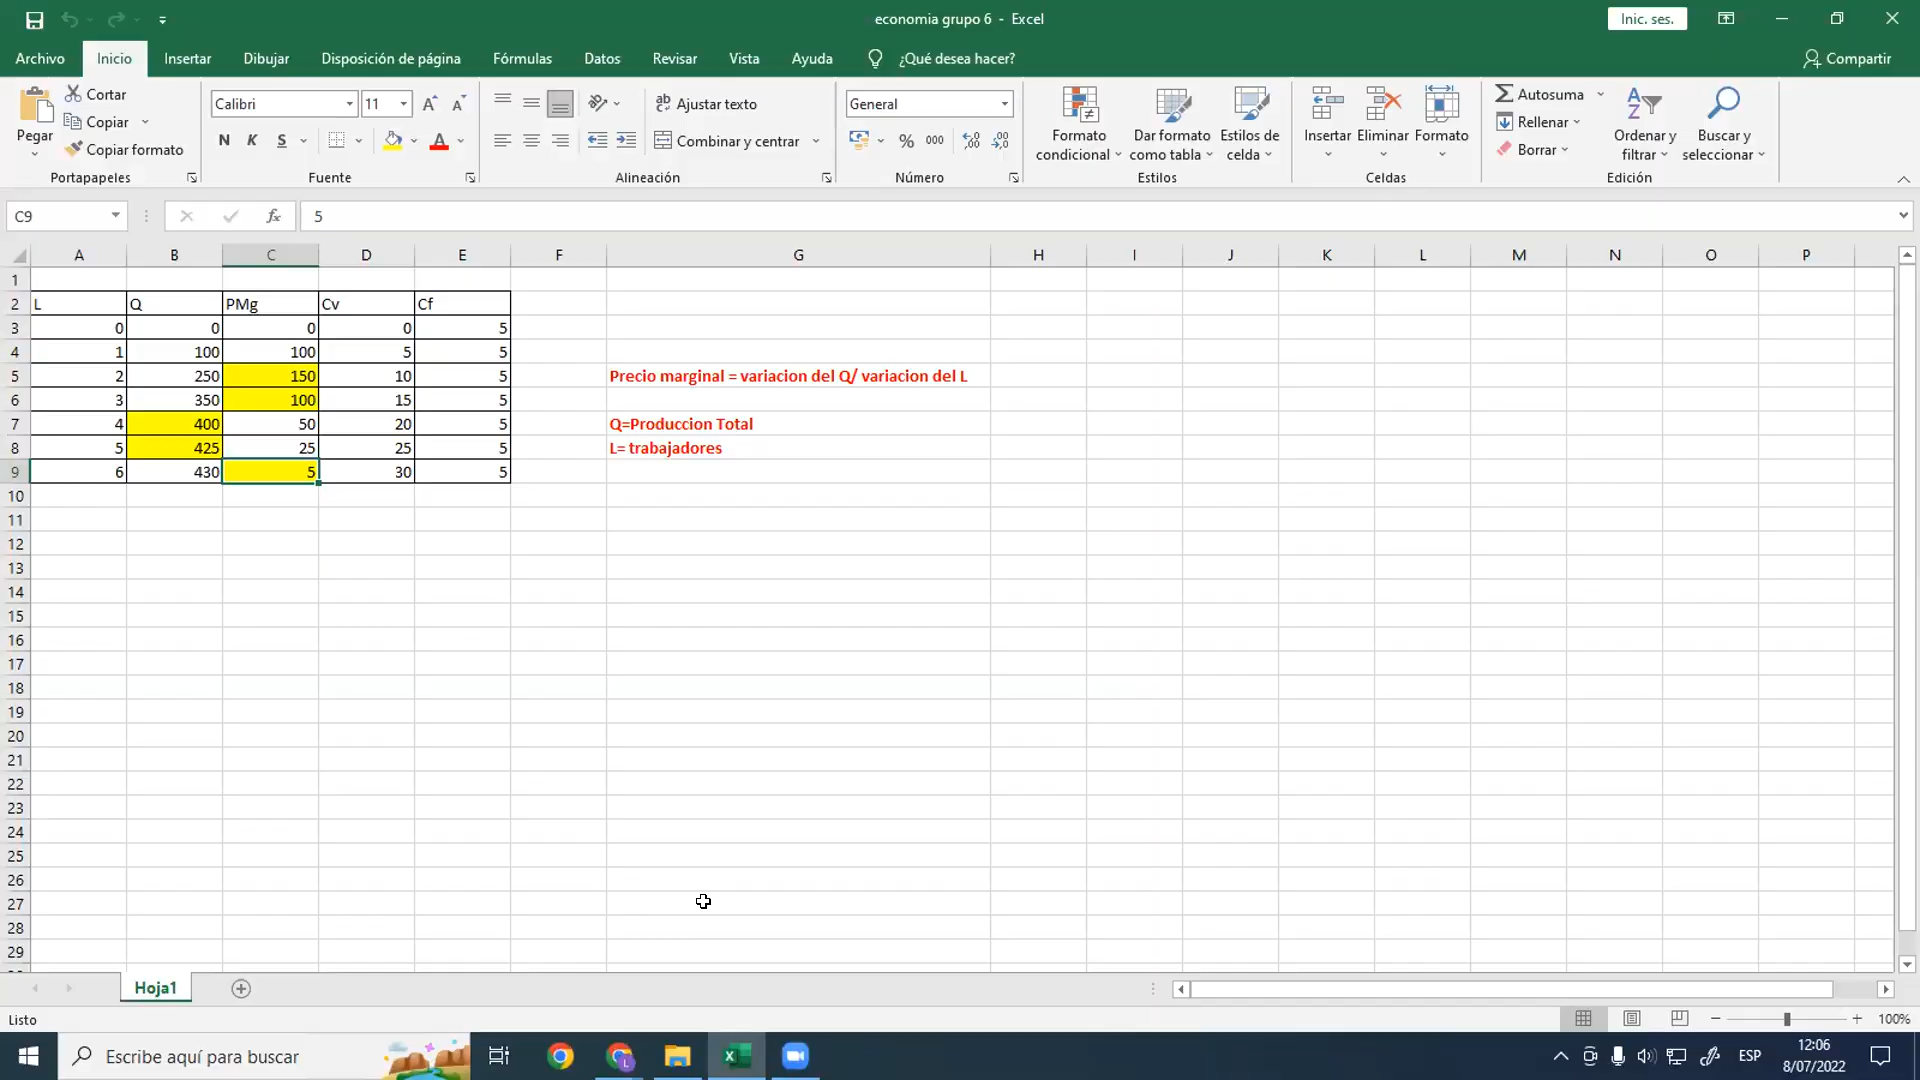 economia grupo 6 - Excel
Inic. ses.
Archivo Inicio Insertar Dibujar Disposición de página Fórmulas Datos Revisar Vista Ayuda ¿Qué desea hacer? Compartir
Pegar
Cortar
Copiar
Copiar formato
Portapapeles
Calibri 11
N K S
Fuente
Ajustar texto
Combinar y centrar
Alineación
General
% 000
Número
Formato condicional
Dar formato como tabla
Estilos de celda
Estilos
Insertar Eliminar Formato
Celdas
Autosuma
Rellenar
Borrar
Ordenar y filtrar
Buscar y seleccionar
Edición
C9 fx 5
A B C D E F G H I J K L M N O P
1
2 L Q PMg Cv Cf
3 0 0 0 0 5
4 1 100 100 5 5
5 2 250 150 10 5 Precio marginal = variacion del Q/ variacion del L
6 3 350 100 15 5
7 4 400 50 20 5 Q=Produccion Total
8 5 425 25 25 5 L= trabajadores
9 6 430 5 30 5
10
11
12
13
14
15
16
17
18
19
20
21
22
23
24
25
26
27
28
29
Hoja1
Listo
100%
Escribe aquí para buscar
ESP
12:06
8/07/2022